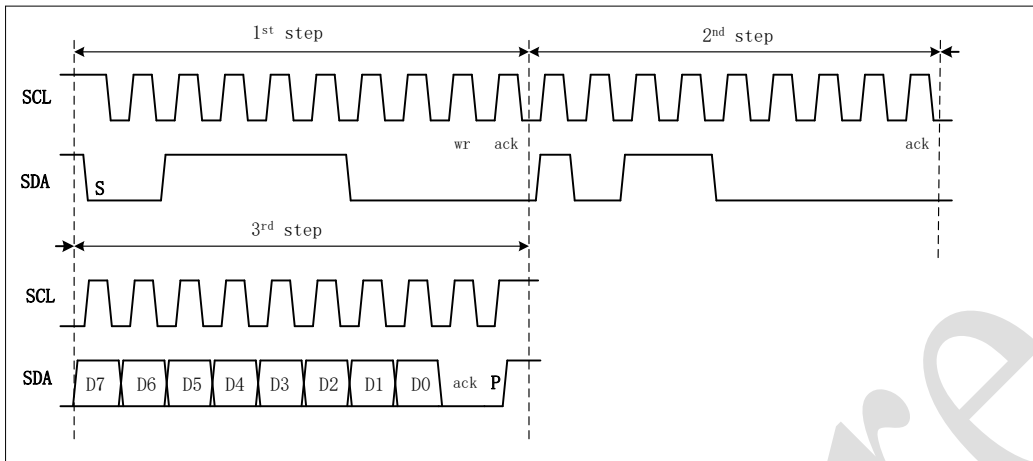 1st step 2nd step
SCL
wr ack ack
SDA S
3rd step
SCL
SDA D7 D6 D5 D4 D3 D2 D1 D0 ack P
re